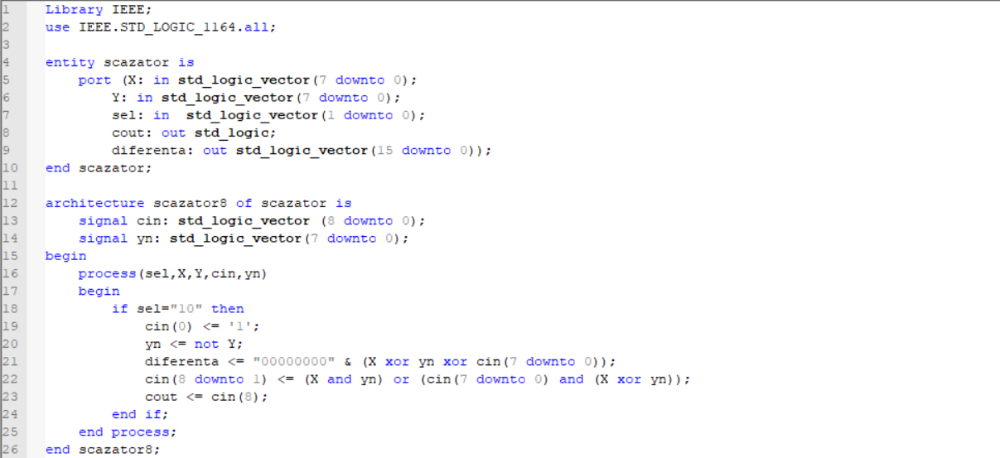 1 Library IEEE;
2 use IEEE.STD_LOGIC_1164.all;
3
4 entity scazator is
5     port (X: in std_logic_vector(7 downto 0);
6         Y: in std_logic_vector(7 downto 0);
7         sel: in  std_logic_vector(1 downto 0);
8         cout: out std_logic;
9         diferenta: out std_logic_vector(15 downto 0));
10 end scazator;
11
12 architecture scazator8 of scazator is
13     signal cin: std_logic_vector (8 downto 0);
14     signal yn: std_logic_vector(7 downto 0);
15 begin
16     process(sel,X,Y,cin,yn)
17     begin
18         if sel="10" then
19             cin(0) <= '1';
20             yn <= not Y;
21             diferenta <= "00000000" & (X xor yn xor cin(7 downto 0));
22             cin(8 downto 1) <= (X and yn) or (cin(7 downto 0) and (X xor yn));
23             cout <= cin(8);
24         end if;
25     end process;
26 end scazator8;